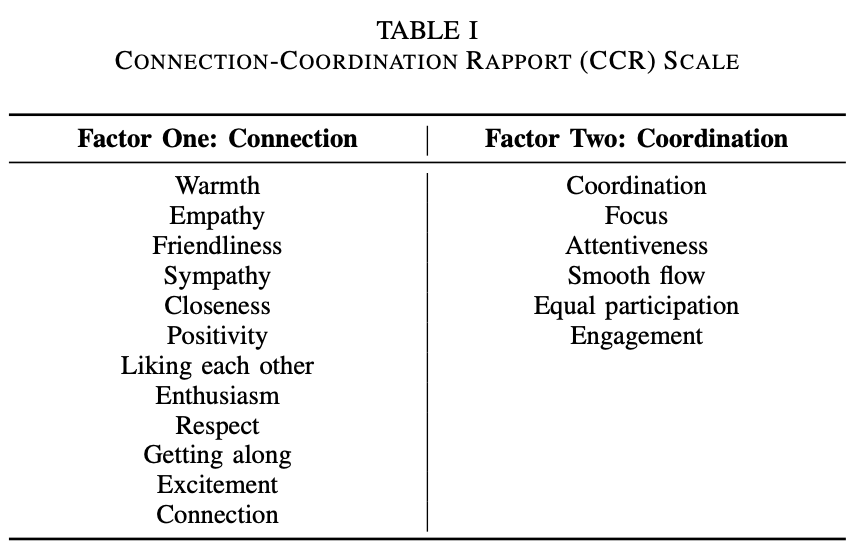 TABLE I
CONNECTION-COORDINATION RAPPORT (CCR) SCALE
Factor One: Connection
Factor Two: Coordination
Warmth
Empathy
Friendliness
Sympathy
Closeness
Positivity
Liking each other
Enthusiasm
Respect
Getting along
Excitement
Connection
Coordination
Focus
Attentiveness
Smooth flow
Equal participation
Engagement